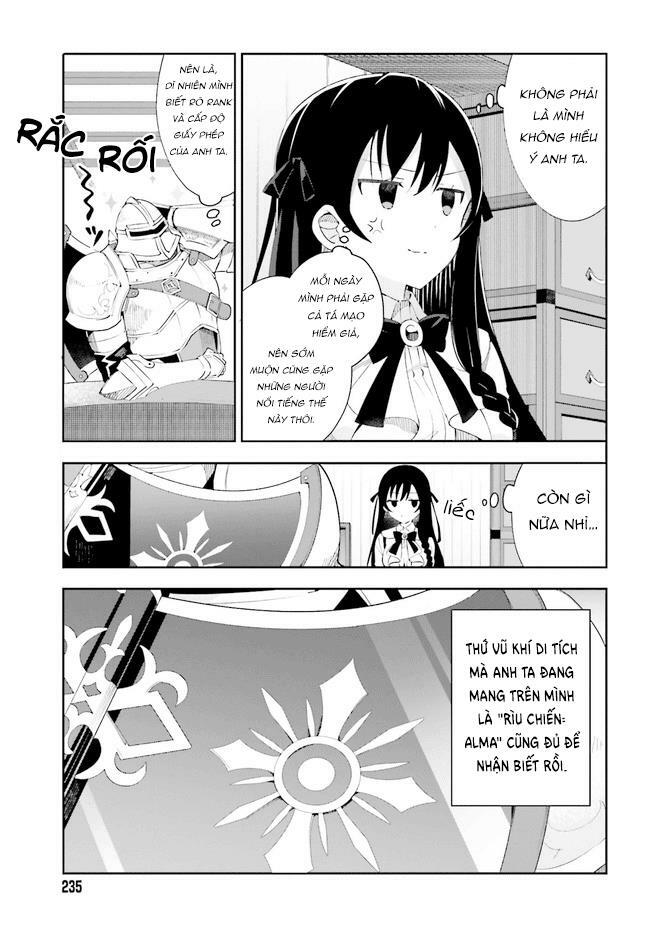 KHÔNG PHẢI
LÀ MÌNH
KHÔNG HIỂU
Ý ANH TA.
MỖI NGÀY
MÌNH PHẢI GẶP
CẢ TÁ MẠO
HIỂM GIẢ,
NÊN SỚM
MUỘN CŨNG GẶP
NHỮNG NGƯỜI
NỔI TIẾNG THẾ
NÀY THÔI.
NÊN LÀ,
DĨ NHIÊN MÌNH
BIẾT RÕ RANK
VÀ CẤP ĐỘ
GIẤY PHÉP
CỦA ANH TA.
RẮC RỐI
CÒN GÌ
NỮA NHỈ...
liếc
THỨ VŨ KHÍ DI TÍCH
MÀ ANH TA ĐANG
MANG TRÊN MÌNH
LÀ "RÌU CHIẾN:
ALMA" CŨNG ĐỦ ĐỂ
NHẬN BIẾT RỒI.
235